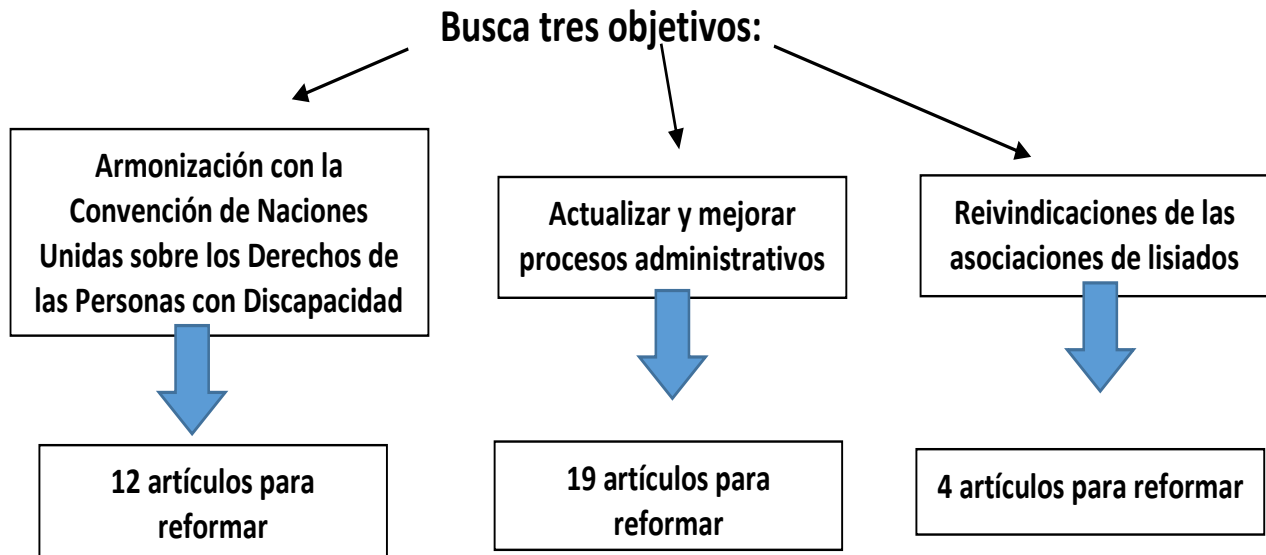 Busca tres objetivos:
Armonización con la
Convención de Naciones
Unidas sobre los Derechos de
las Personas con Discapacidad
Actualizar y mejorar
procesos administrativos
Reivindicaciones de las
asociaciones de lisiados
12 artículos para
reformar
19 artículos para
reformar
4 artículos para reformar